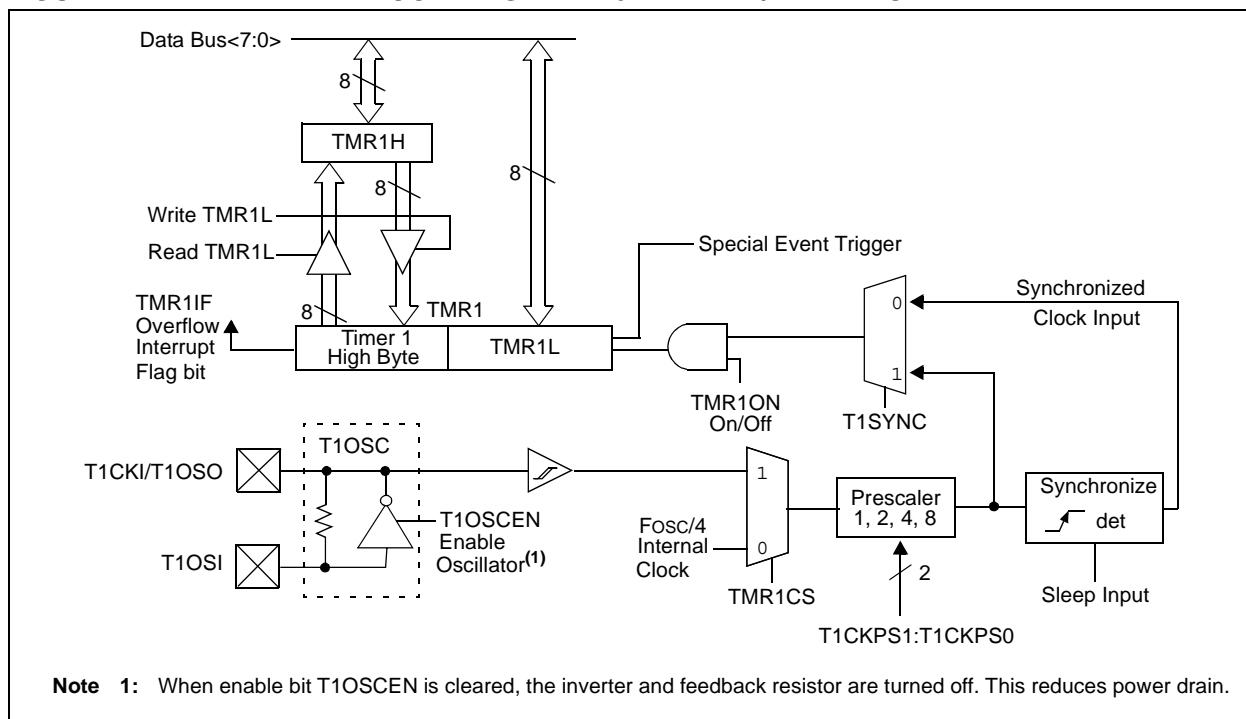 Data Bus<7:0>
8
TMR1H
8
8
Write TMR1L
Read TMR1L
Special Event Trigger
8
TMR1IF
Overflow
Interrupt
Flag bit
TMR1
Timer 1
High Byte
TMR1L
0
1
Synchronized
Clock Input
TMR1ON
On/Off
T1SYNC
T1OSC
T1CKI/T1OSO
T1OSI
T1OSCEN
Enable
Oscillator(1)
1
0
FOSC/4
Internal
Clock
TMR1CS
Prescaler
1, 2, 4, 8
2
T1CKPS1:T1CKPS0
Synchronize
det
Sleep Input
Note 1: When enable bit T1OSCEN is cleared, the inverter and feedback resistor are turned off. This reduces power drain.